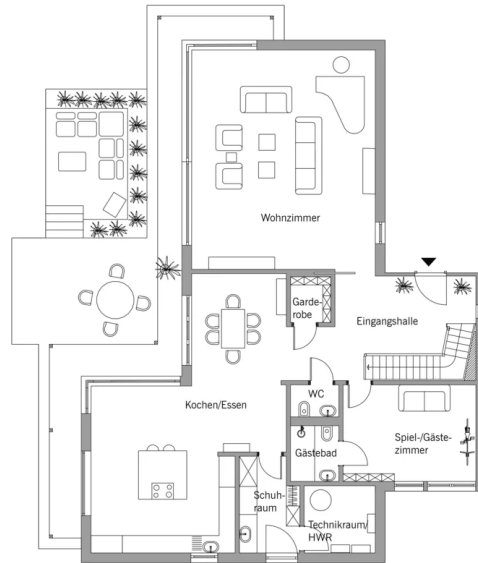 Wohnzimmer
Garde-
robe
Eingangshalle
WC
Kochen/Essen
Gästebad
Spiel-/Gäste-
zimmer
Schuh-
raum
Technikraum/
HWR